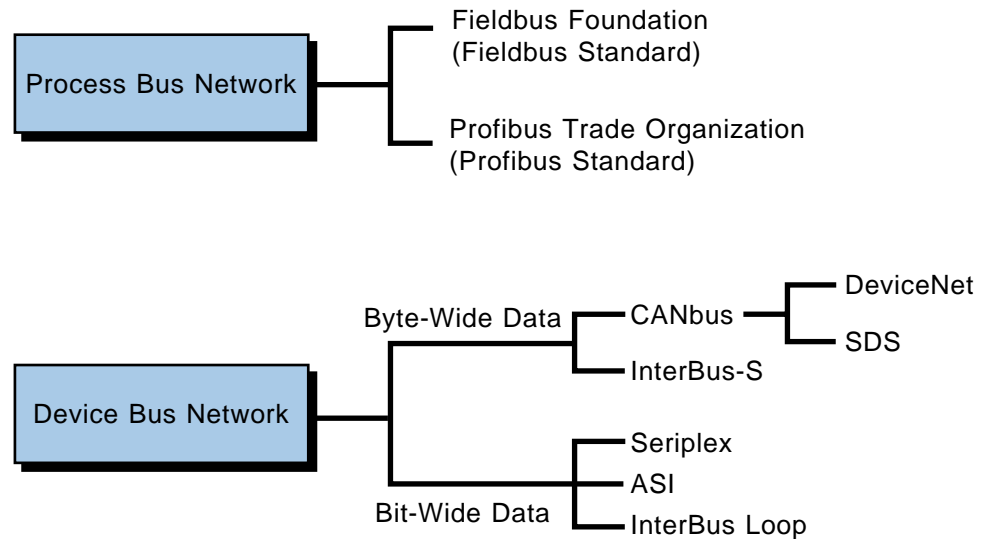 Fieldbus Foundation
(Fieldbus Standard)
Process Bus Network
Profibus Trade Organization
(Profibus Standard)
DeviceNet
Byte-Wide Data
CANbus
SDS
InterBus-S
Device Bus Network
Seriplex
ASI
Bit-Wide Data
InterBus Loop